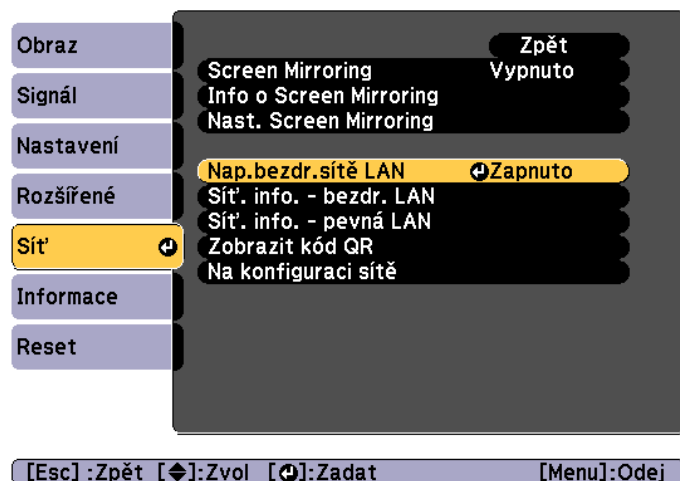 Obraz
Signál
Nastavení
Rozšířené
Síť
Informace
Reset
Zpět
Screen Mirroring Vypnuto
Info o Screen Mirroring
Nast. Screen Mirroring
Nap.bezdr.sítě LAN Zapnuto
Síť. info. - bezdr. LAN
Síť. info. - pevná LAN
Zobrazit kód QR
Na konfiguraci sítě
[Esc] :Zpět [◆]:Zvol [⏎]:Zadat [Menu]:Odej